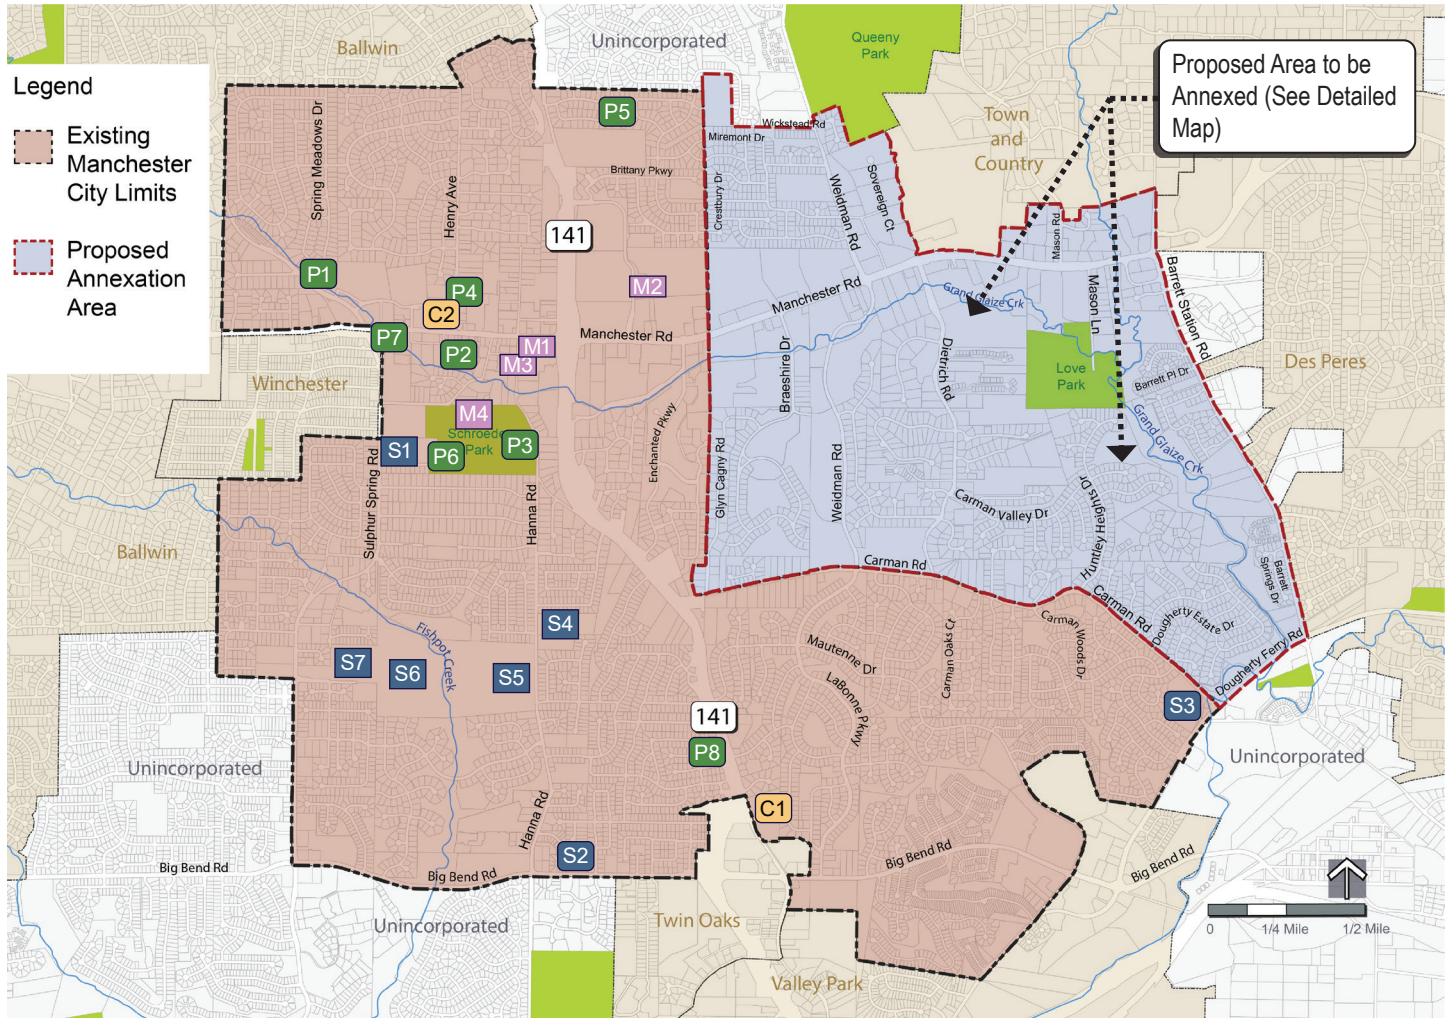 Ballwin
Unincorporated
Queeny
Park
Proposed Area to be
Annexed (See Detailed
Map)
Legend
Existing
Manchester
City Limits
Proposed
Annexation
Area
Town
and
Country
Spring Meadows Dr
Henry Ave
P5
Wickstead Rd
Miremont Dr
Brittany Pkwy
Crestbury Dr
Weidman Rd
Sovereign Ct
Mason Rd
141
P1
P4
C2
M2
Manchester Rd
Manchester Rd
Grand Glaize Crk
Mason Ln
Barrett Station Rd
P7
P2
M1
M3
Winchester
Braeshire Dr
Dietrich Rd
Love
Park
Barrett Pl Dr
Des Peres
M4
Schroeder
Park
S1
P6
P3
Sulphur Spring Rd
Hanna Rd
Enchanted Pkwy
Glyn Cagny Rd
Weidman Rd
Grand Glaize Crk
Carman Valley Dr
Huntley Heights Dr
Ballwin
Carman Rd
Carman Rd
Barrett
Springs Dr
Dougherty Estate Dr
Dougherty Ferry Rd
Fishpot Creek
S4
S7
S6
S5
Mautenne Dr
LaBonne Pkwy
Carman Oaks Ct
Carman Woods Dr
S3
141
P8
Unincorporated
Unincorporated
C1
Hanna Rd
S2
Big Bend Rd
Big Bend Rd
Big Bend Rd
Big Bend Rd
Unincorporated
Twin Oaks
Valley Park
0
1/4 Mile
1/2 Mile